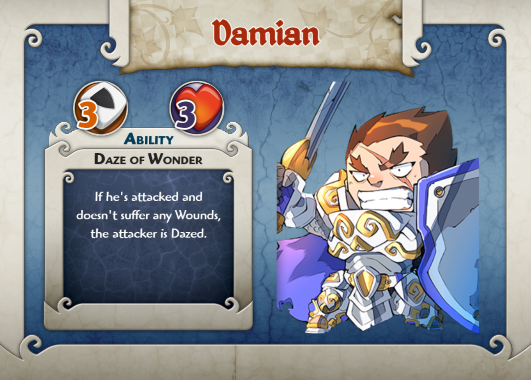 Damian
3
3
Ability
Daze of Wonder
If he's attacked and
doesn't suffer any Wounds,
the attacker is Dazed.